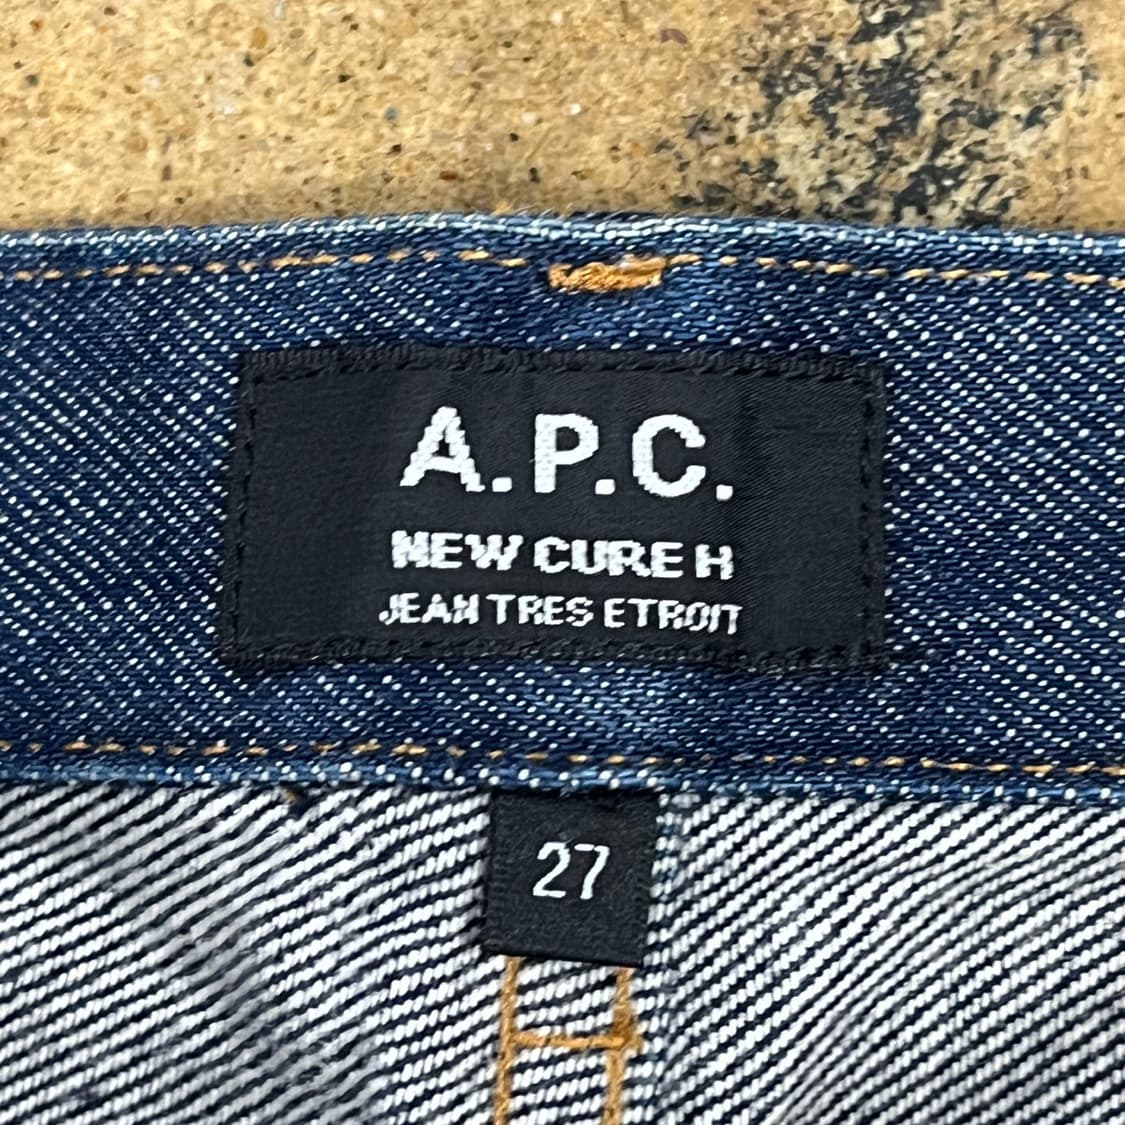 A.P.C.
NEW CURE H
JEAN TRES ETROIT
27